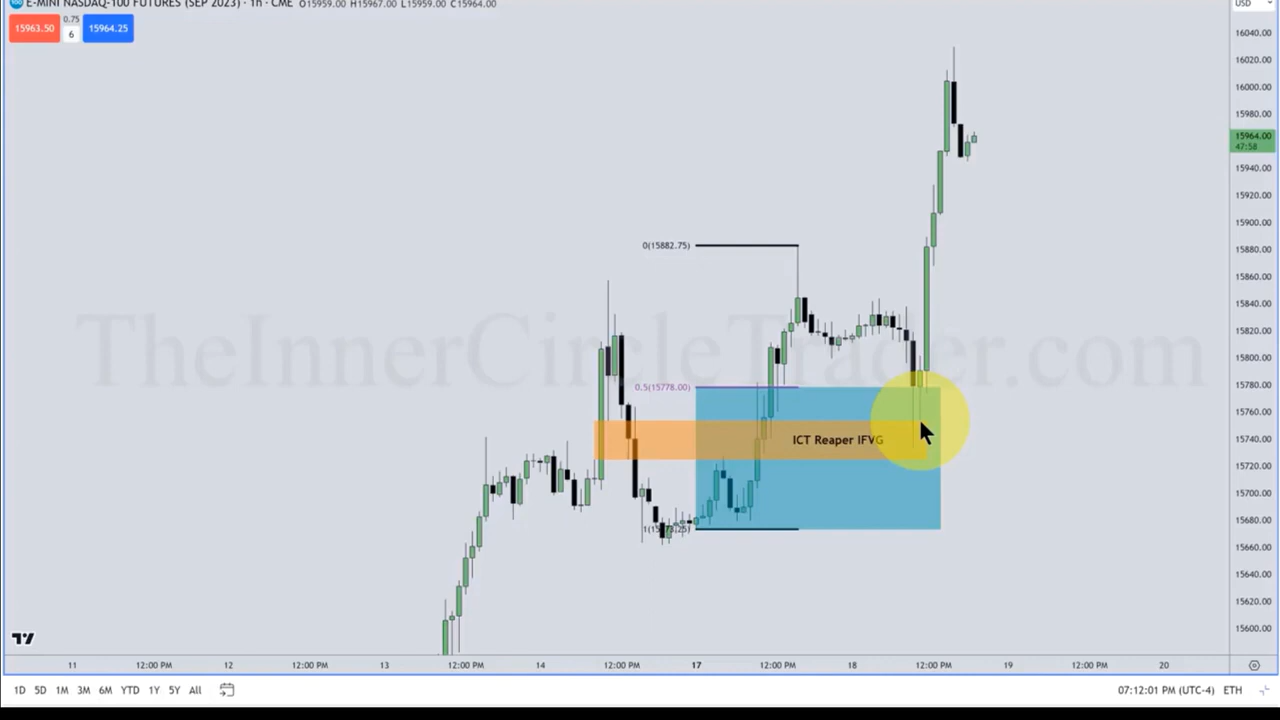 E-MINI NASDAQ-100 FUTURES (SEP 2023) · 1h · CME O15959.00 H15967.00 L15959.00 C15964.00
USD
15963.50
0.75
6
15964.25
16040.00
16020.00
16000.00
15980.00
15964.00
47:58
15940.00
15920.00
15900.00
15880.00
15860.00
15840.00
15820.00
15800.00
15780.00
15760.00
15740.00
15720.00
15700.00
15680.00
15660.00
15640.00
15620.00
15600.00
0(15882.75)
TheInnerCircleTrader.com
0.5(15778.00)
ICT Reaper IFVG
11
12:00 PM
12
12:00 PM
13
12:00 PM
14
12:00 PM
17
12:00 PM
18
12:00 PM
19
12:00 PM
20
1D 5D 1M 3M 6M YTD 1Y 5Y All
07:12:01 PM (UTC-4) ETH